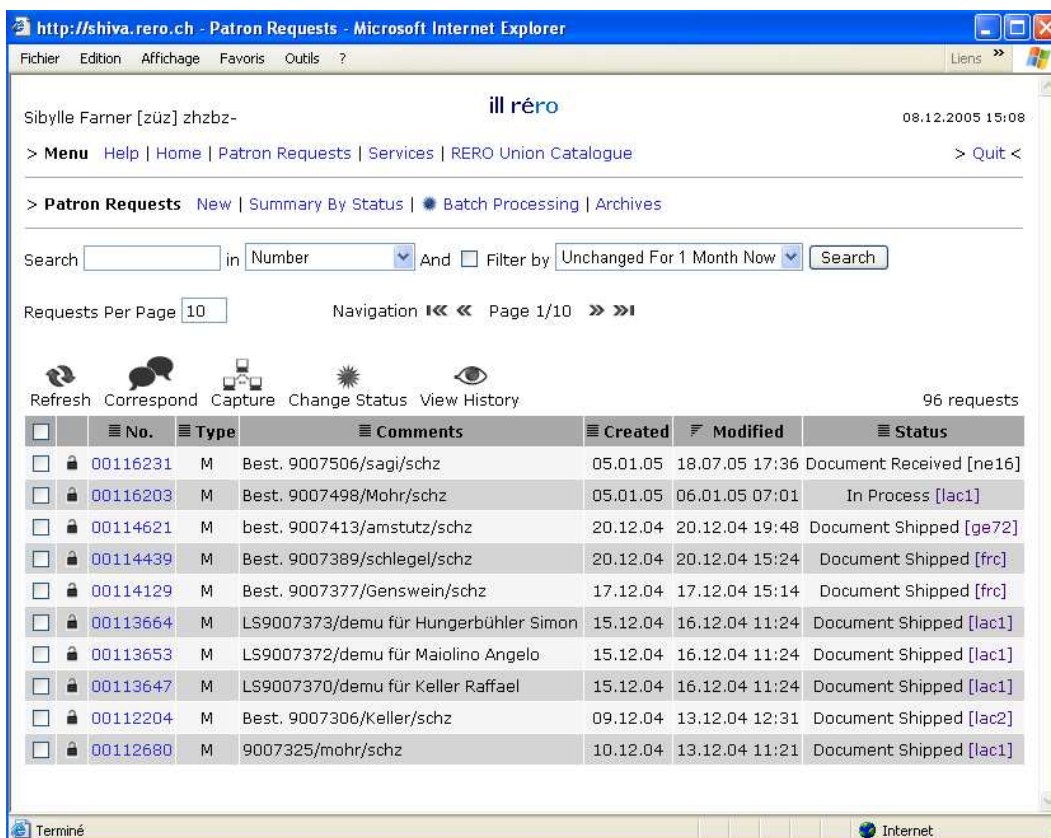 http://shiva.rero.ch - Patron Requests - Microsoft Internet Explorer
Fichier Edition Affichage Favoris Outils ? Liens »
Sibylle Farner [züz] zhzbz- ill réro 08.12.2005 15:08
> Menu Help | Home | Patron Requests | Services | RERO Union Catalogue > Quit <
> Patron Requests New | Summary By Status | Batch Processing | Archives
Search in Number And Filter by Unchanged For 1 Month Now Search
Requests Per Page 10 Navigation Page 1/10
Refresh Correspond Capture Change Status View History 96 requests
No. Type Comments Created Modified Status
00116231 M Best. 9007506/sagi/schz 05.01.05 18.07.05 17:36 Document Received [ne16]
00116203 M Best. 9007498/Mohr/schz 05.01.05 06.01.05 07:01 In Process [lac1]
00114621 M best. 9007413/amstutz/schz 20.12.04 20.12.04 19:48 Document Shipped [ge72]
00114439 M Best. 9007389/schlegel/schz 20.12.04 20.12.04 15:24 Document Shipped [frc]
00114129 M Best. 9007377/Genswein/schz 17.12.04 17.12.04 15:14 Document Shipped [frc]
00113664 M LS9007373/demu für Hungerbühler Simon 15.12.04 16.12.04 11:24 Document Shipped [lac1]
00113653 M LS9007372/demu für Maiolino Angelo 15.12.04 16.12.04 11:24 Document Shipped [lac1]
00113647 M LS9007370/demu für Keller Raffael 15.12.04 16.12.04 11:24 Document Shipped [lac1]
00112204 M Best. 9007306/Keller/schz 09.12.04 13.12.04 12:31 Document Shipped [lac2]
00112680 M 9007325/mohr/schz 10.12.04 13.12.04 11:21 Document Shipped [lac1]
Terminé Internet